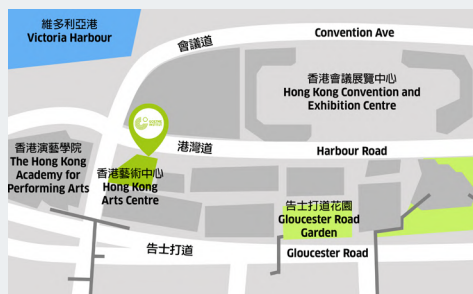 維多利亞港
Victoria Harbour
會議道
Convention Ave
香港會議展覽中心
Hong Kong Convention and
Exhibition Centre
香港演藝學院
The Hong Kong
Academy for
Performing Arts
香港藝術中心
Hong Kong
Arts Centre
港灣道
Harbour Road
告士打道花園
Gloucester Road
Garden
告士打道
Gloucester Road